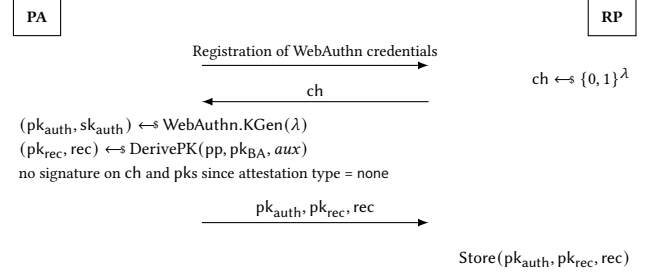 PA
RP
Registration of WebAuthn credentials
ch ←$ {0, 1}^λ
ch
(pk_auth, sk_auth) ←$ WebAuthn.KGen(λ)
(pk_rec, rec) ←$ DerivePK(pp, pk_BA, aux)
no signature on ch and pks since attestation type = none
pk_auth, pk_rec, rec
Store(pk_auth, pk_rec, rec)